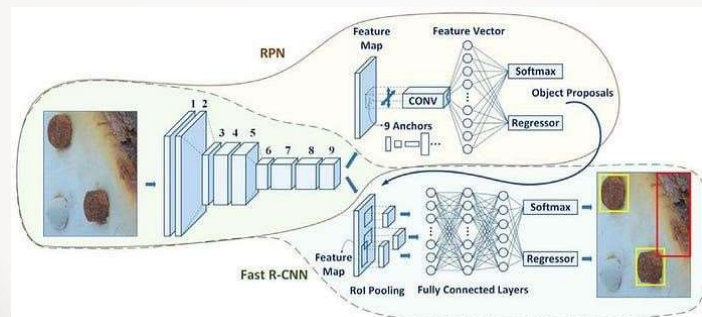 RPN
Feature
Map
Feature Vector
1 2
3 4 5
6 7 8 9
CONV
9 Anchors
Softmax
Object Proposals
Regressor
Fast R-CNN
Feature
Map
RoI Pooling
Fully Connected Layers
Softmax
Regressor